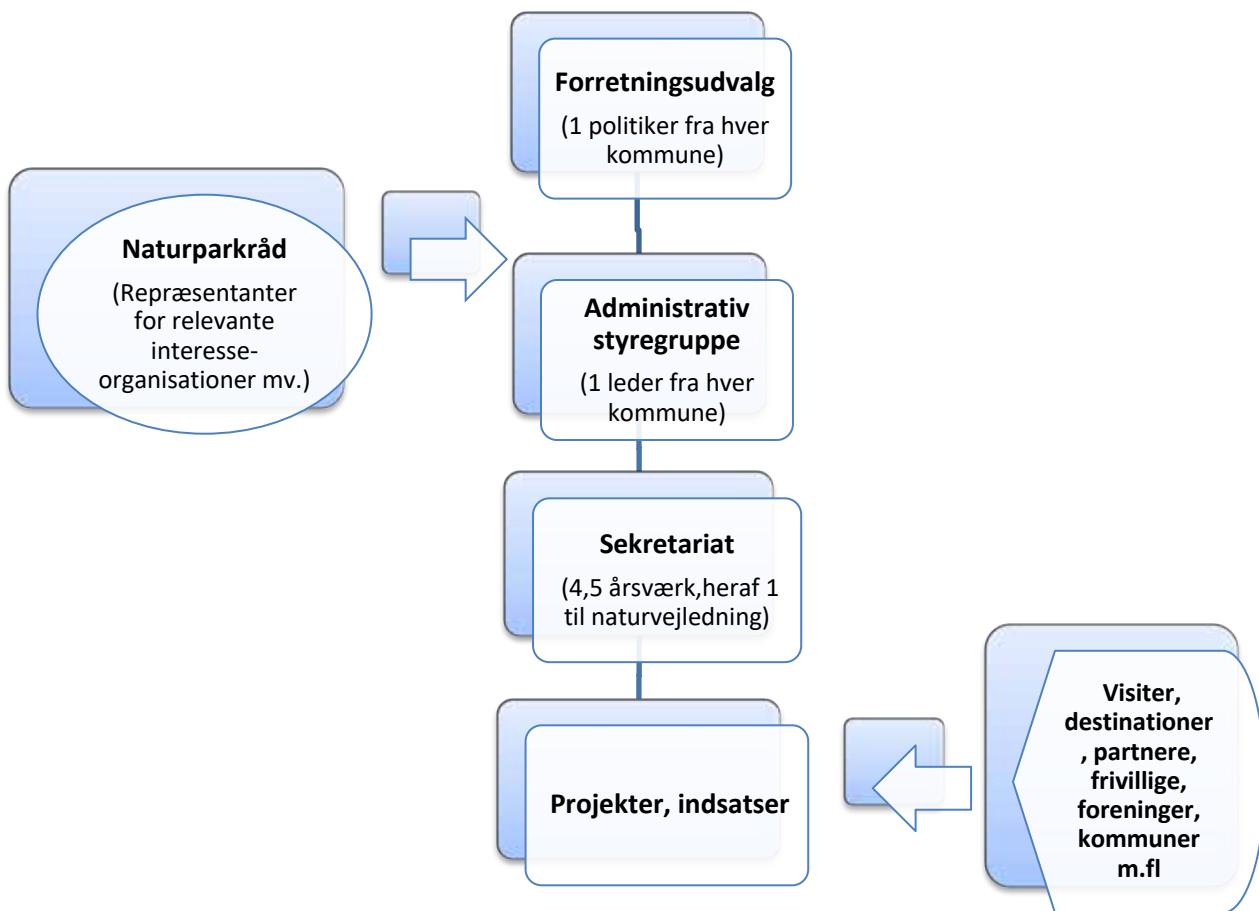 Forretningsudvalg
(1 politiker fra hver
kommune)
Naturparkråd
(Repræsentanter
for relevante
interesse-
organisationer mv.)
Administrativ
styregruppe
(1 leder fra hver
kommune)
Sekretariat
(4,5 årsværk,heraf 1
til naturvejledning)
Projekter, indsatser
Visiter,
destinationer
, partnere,
frivillige,
foreninger,
kommuner
m.fl